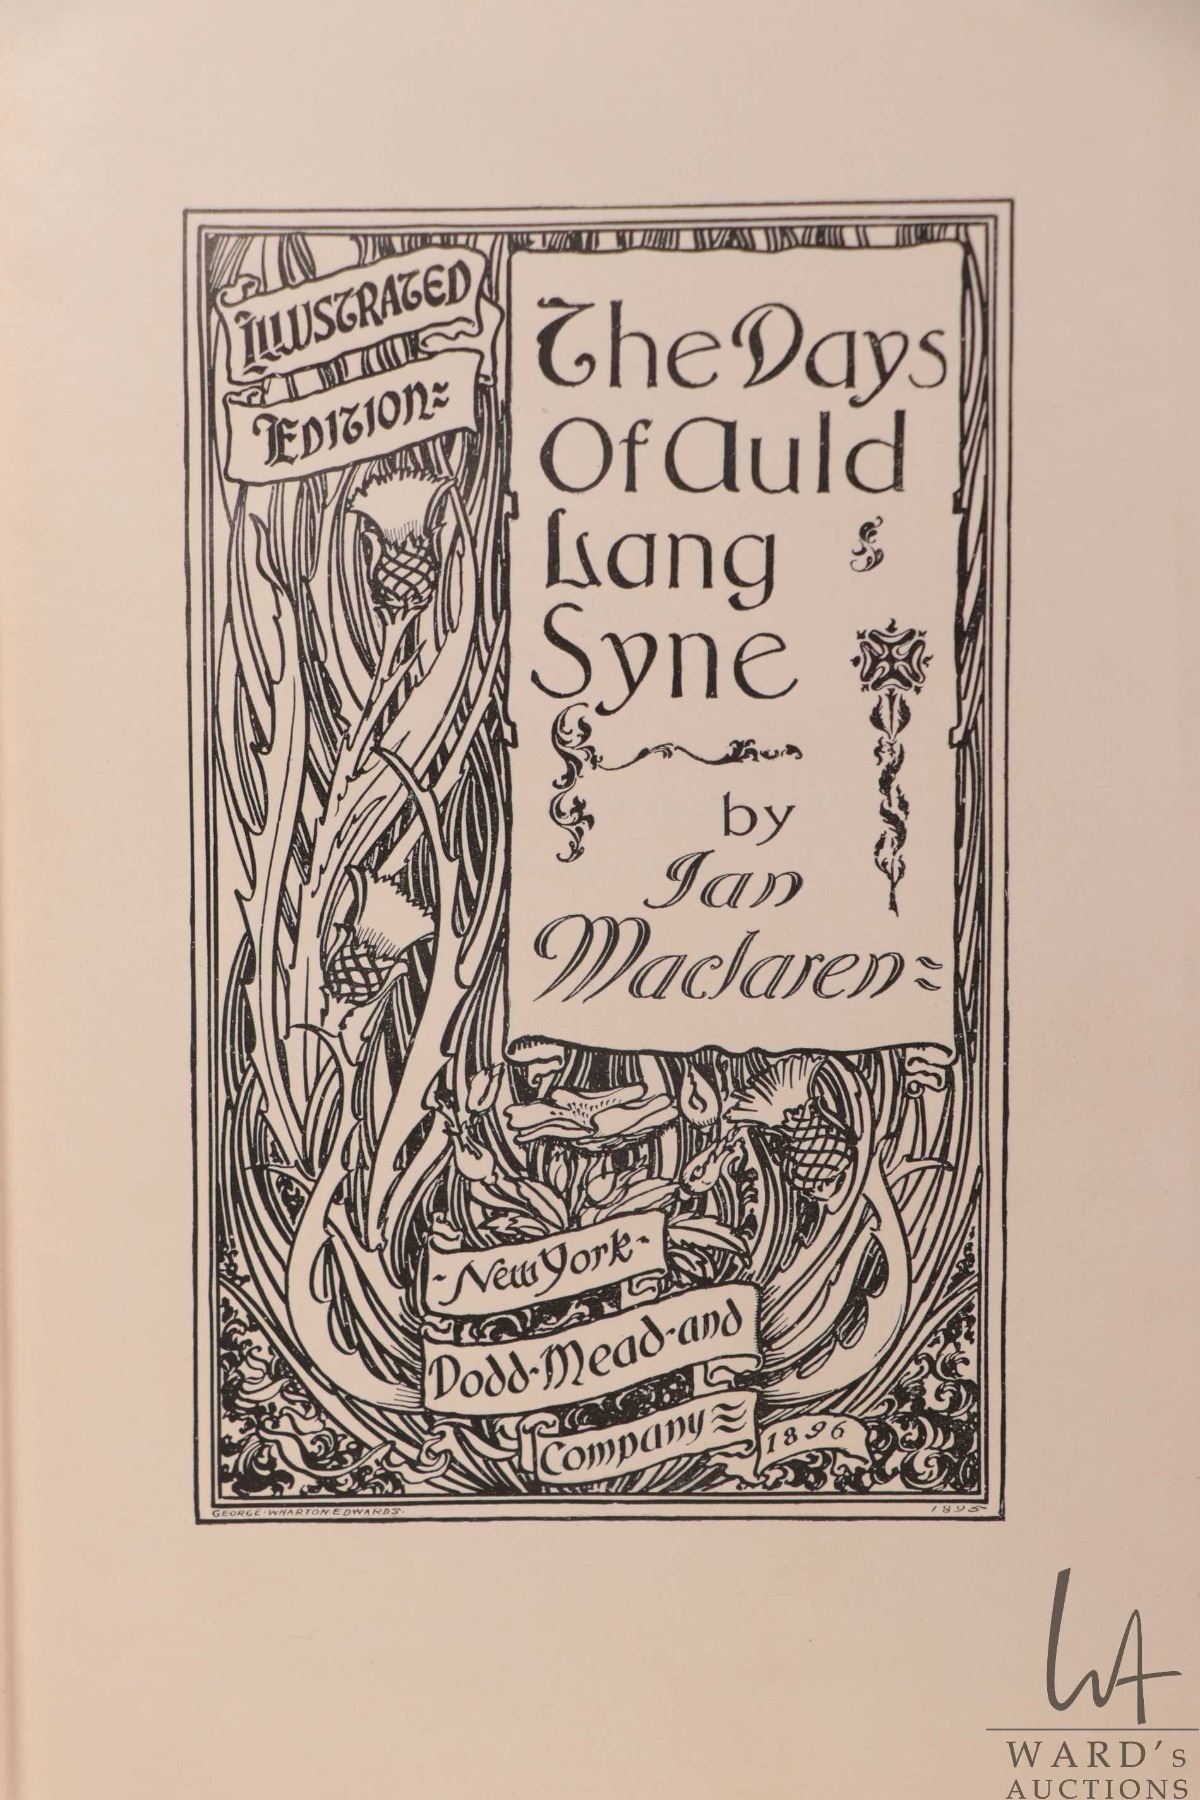 ILLUSTRATED
EDITION=
The Days
Of Auld
Lang
Syne
by
Ian
Maclaren=
-New York-
Dodd·Mead·and
Company
1896
GEORGE·WHARTON·EDWARDS·
1895
WARD's
AUCTIONS